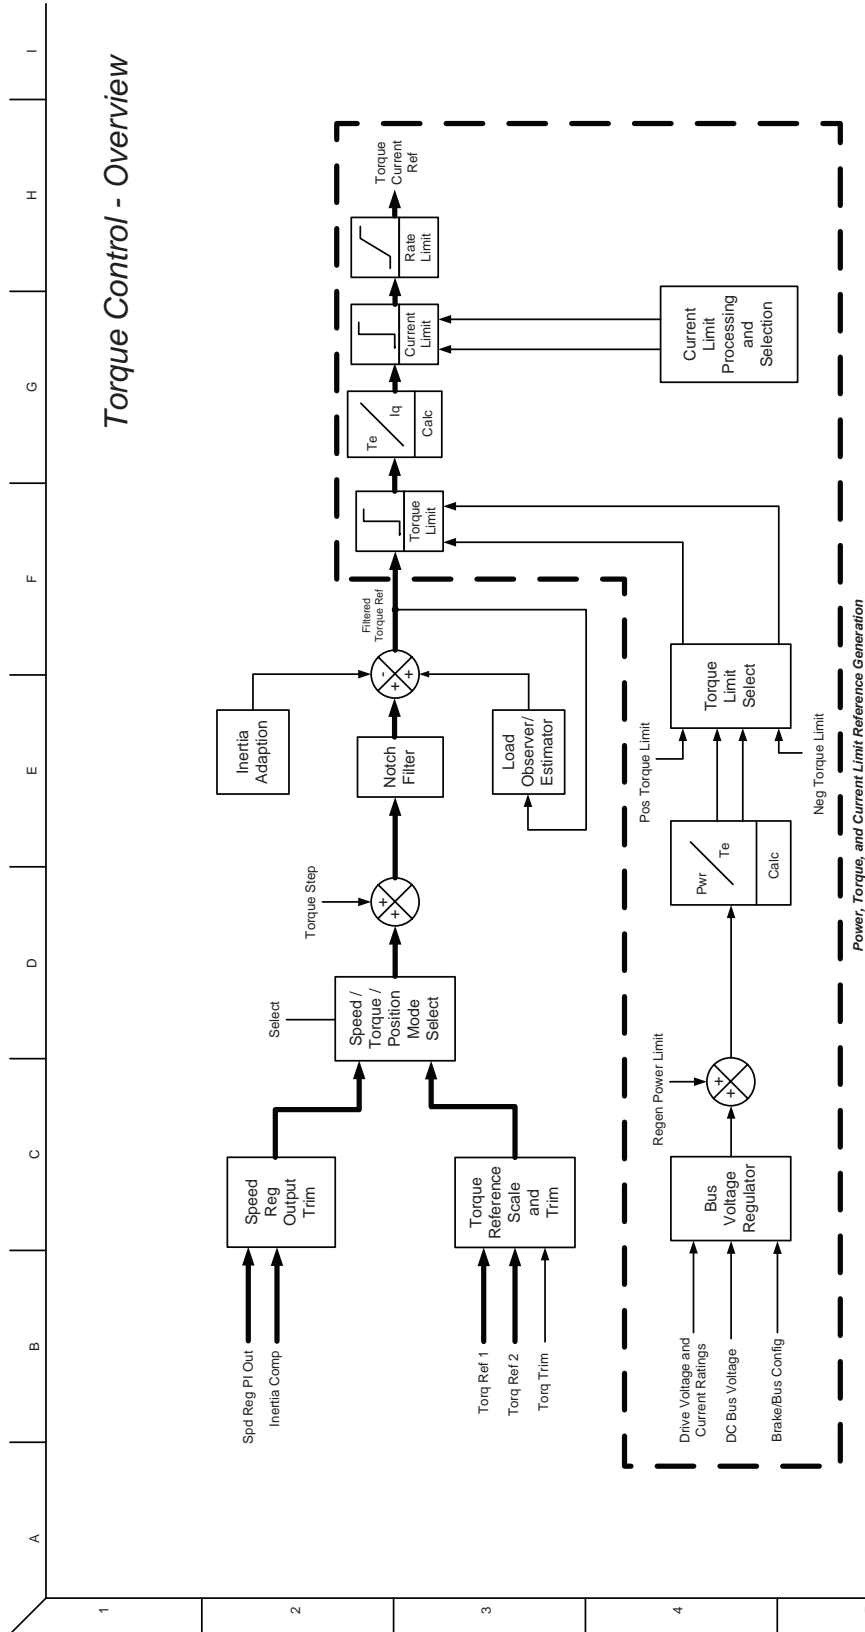 Torque Control - Overview
A
B
C
D
E
F
G
H
I
1
2
3
4
Spd Reg PI Out
Inertia Comp
Speed
Reg
Output
Trim
Torq Ref 1
Torq Ref 2
Torq Trim
Torque
Reference
Scale
and
Trim
Select
Speed /
Torque /
Position
Mode
Select
Torque Step
+
+
Inertia
Adaption
Notch
Filter
Load
Observer/
Estimator
-
+
+
Filtered
Torque Ref
Torque
Limit
Te
Iq
Calc
Current
Limit
Rate
Limit
Torque
Current
Ref
Drive Voltage and
Current Ratings
DC Bus Voltage
Brake/Bus Config
Bus
Voltage
Regulator
Regen Power Limit
+
+
Pwr
Te
Calc
Pos Torque Limit
Neg Torque Limit
Torque
Limit
Select
Current
Limit
Processing
and
Selection
Power, Torque, and Current Limit Reference Generation